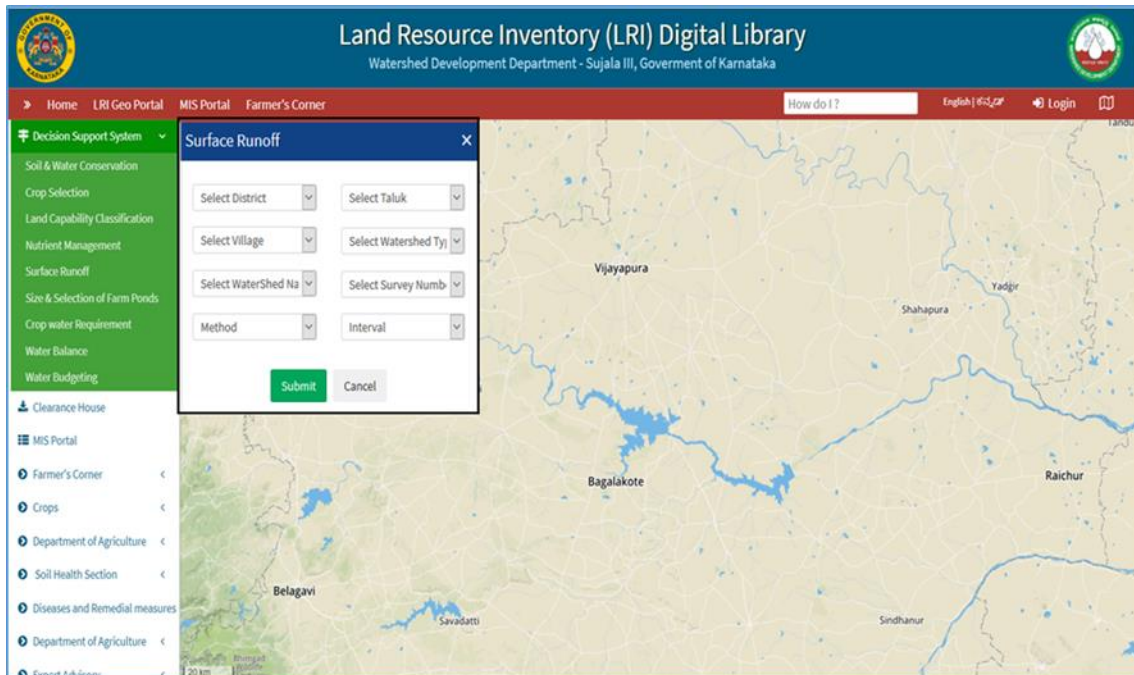 GOVERNMENT OF
KARNATAKA
Land Resource Inventory (LRI) Digital Library
Watershed Development Department - Sujala III, Goverment of Karnataka
» Home LRI Geo Portal MIS Portal Farmer's Corner How do I ? English | ಕನ್ನಡ Login
Decision Support System
Soil & Water Conservation
Crop Selection
Land Capability Classification
Nutrient Management
Surface Runoff
Size & Selection of Farm Ponds
Crop water Requirement
Water Balance
Water Budgeting
Clearance House
MIS Portal
Farmer's Corner
Crops
Department of Agriculture
Soil Health Section
Diseases and Remedial measures
Department of Agriculture
Expert Advisory
Surface Runoff ×
Select District Select Taluk
Select Village Select Watershed Ty
Select WaterShed Na Select Survey Numb
Method Interval
Submit Cancel
Vijayapura
Yadgir
Shahapura
Bagalakote
Raichur
Belagavi
Savadatti
Sindhanur
20 km